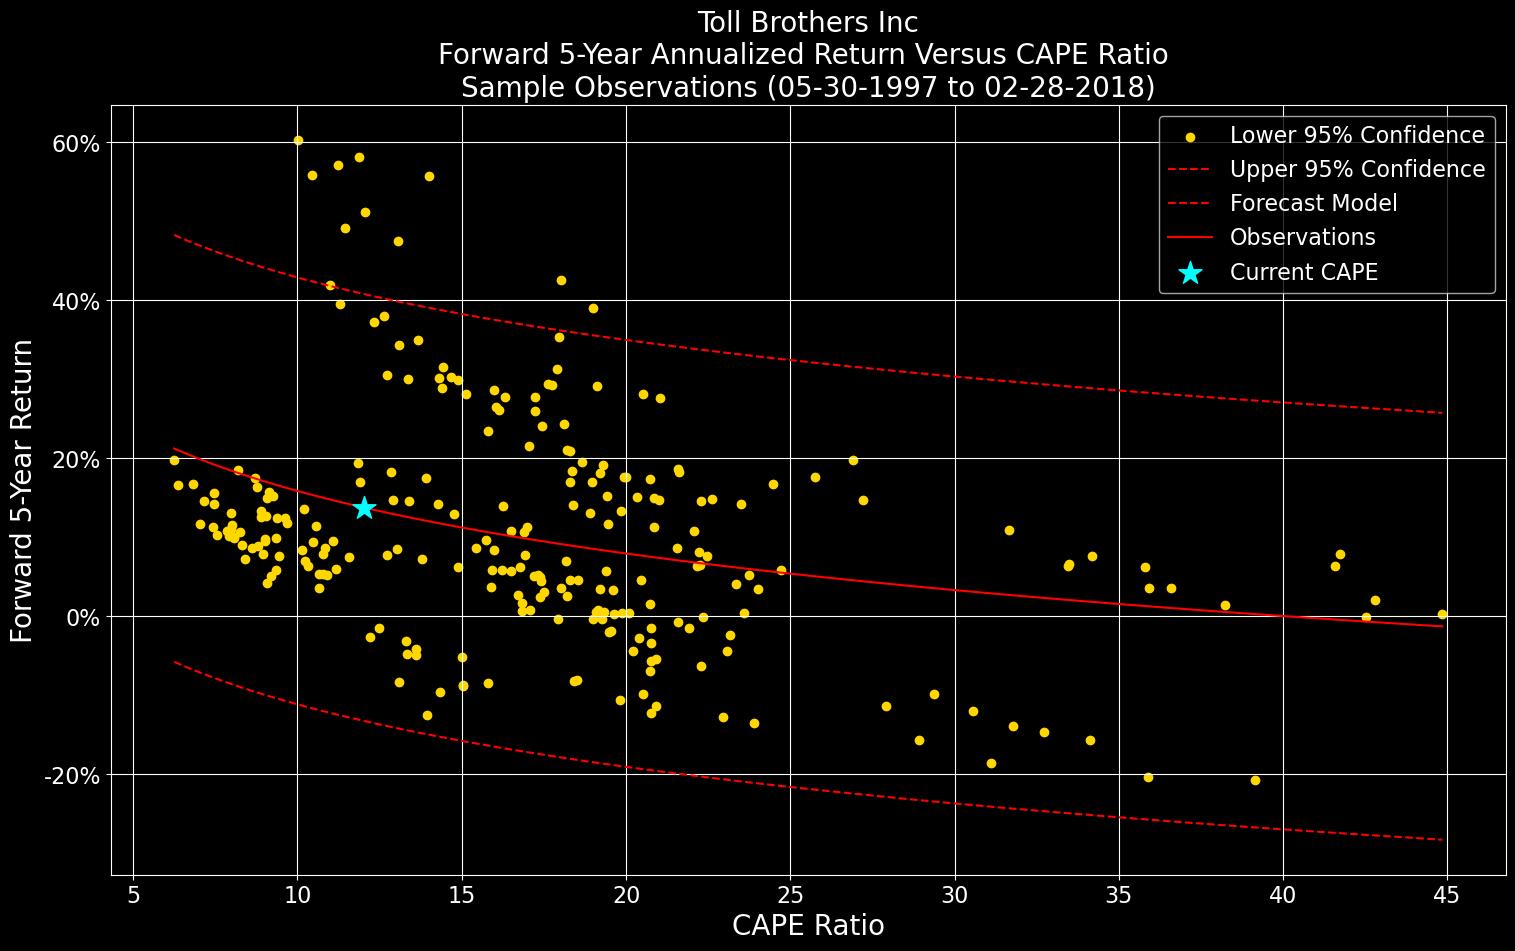 Toll Brothers Inc
Forward 5-Year Annualized Return Versus CAPE Ratio
Sample Observations (05-30-1997 to 02-28-2018)
Lower 95% Confidence
Upper 95% Confidence
Forecast Model
Observations
Current CAPE
Forward 5-Year Return
60%
40%
20%
0%
-20%
5 10 15 20 25 30 35 40 45
CAPE Ratio